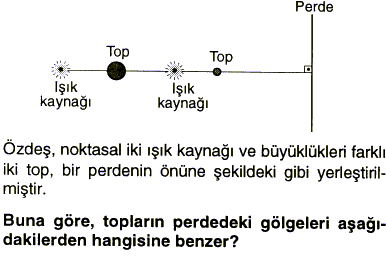 Perde
Top
Top
Işık
kaynağı
Işık
kaynağı
Özdeş, noktasal iki ışık kaynağı ve büyüklükleri farklı
iki top, bir perdenin önüne şekildeki gibi yerleştiril-
miştir.
Buna göre, topların perdedeki gölgeleri aşağı-
dakilerden hangisine benzer?